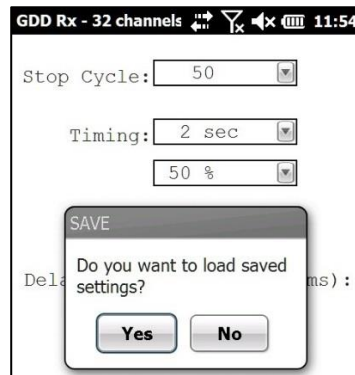 GDD Rx - 32 channels 11:54
Stop Cycle: 50
Timing: 2 sec
50 %
SAVE
Do you want to load saved
settings?
Dela ms):
Yes No